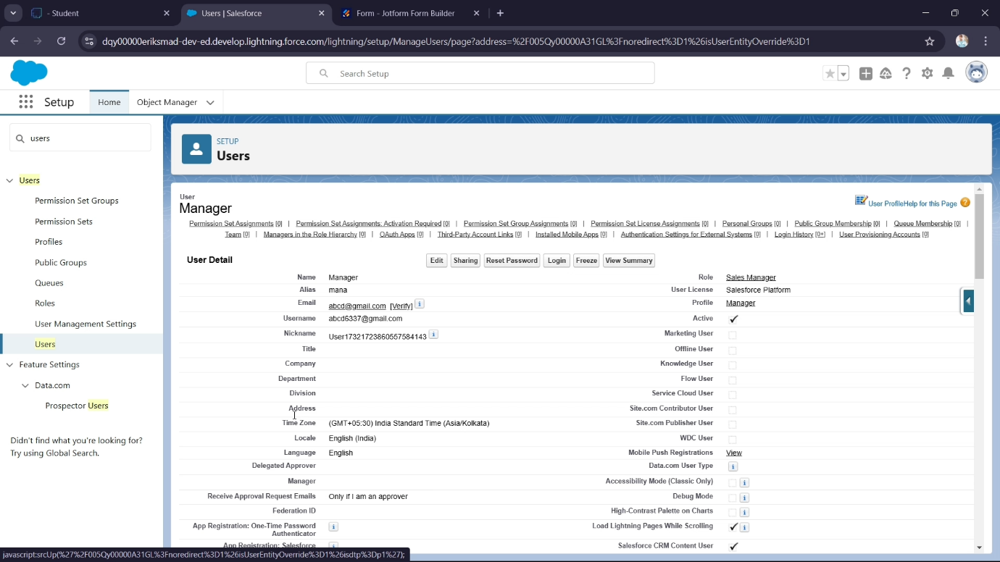 - Student
Users | Salesforce
Form - Jotform Form Builder
dqy00000eriksmad-dev-ed.develop.lightning.force.com/lightning/setup/ManageUsers/page?address=%2F005Qy00000A31GL%3Fnoredirect%3D1%26isUserEntityOverride%3D1
Search Setup
Setup
Home
Object Manager
users
SETUP
Users
Users
Permission Set Groups
Permission Sets
Profiles
Public Groups
Queues
Roles
User Management Settings
Users
Feature Settings
Data.com
Prospector Users
Didn't find what you're looking for?
Try using Global Search.
User
Manager
User Profile Help for this Page
Permission Set Assignments [0] | Permission Set Assignments: Activation Required [0] | Permission Set Group Assignments [0] | Permission Set License Assignments [0] | Personal Groups [0] | Public Group Membership [0] | Queue Membership [0] |
Team [0] | Managers in the Role Hierarchy [0] | OAuth Apps [0] | Third-Party Account Links [0] | Installed Mobile Apps [0] | Authentication Settings for External Systems [0] | Login History [0+] | User Provisioning Accounts [0]
User Detail
Edit Sharing Reset Password Login Freeze View Summary
Name Manager Role Sales Manager
Alias mana User License Salesforce Platform
Email abcd@gmail.com [Verify] i Profile Manager
Username abcd6337@gmail.com Active
Nickname User17321723860557584143 i Marketing User
Title Offline User
Company Knowledge User
Department Flow User
Division Service Cloud User
Address Site.com Contributor User
Time Zone (GMT+05:30) India Standard Time (Asia/Kolkata) Site.com Publisher User
Locale English (India) WDC User
Language English Mobile Push Registrations View
Delegated Approver Data.com User Type i
Manager Accessibility Mode (Classic Only) i
Receive Approval Request Emails Only if I am an approver Debug Mode i
Federation ID High-Contrast Palette on Charts i
App Registration: One-Time Password i Load Lightning Pages While Scrolling i
Authenticator
App Registration: Salesforce i Salesforce CRM Content User
javascript:srcUp(%27%2F005Qy00000A31GL%3Fnoredirect%3D1%26isUserEntityOverride%3D1%26isdtp%3Dp1%27);